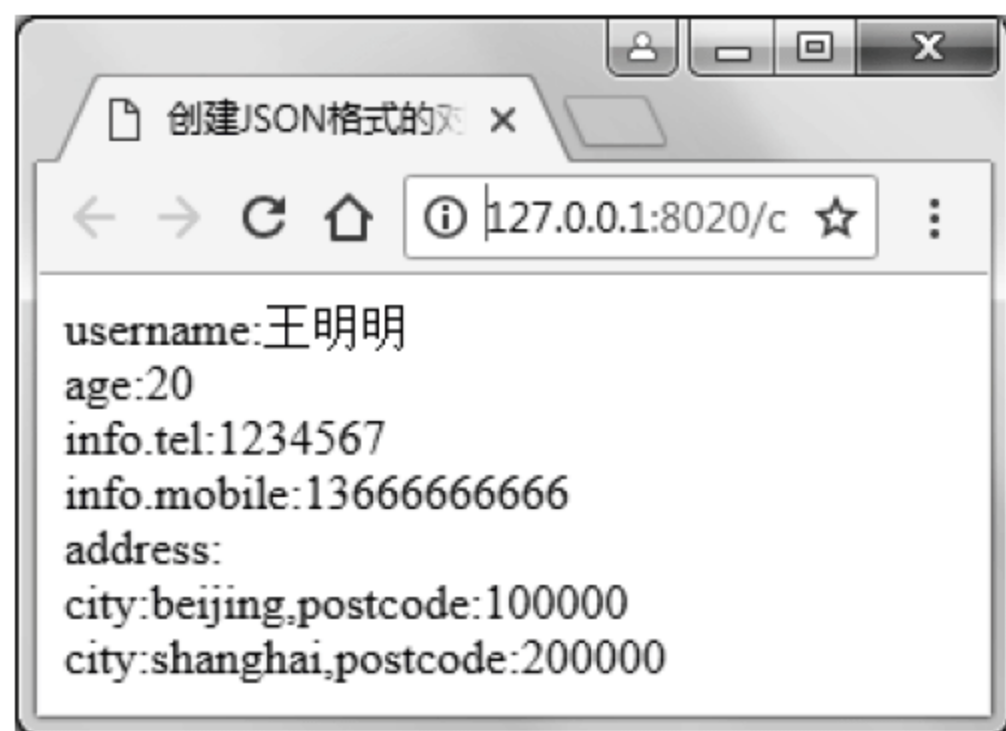 创建JSON格式的对
127.0.0.1:8020/c
username:王明明
age:20
info.tel:1234567
info.mobile:13666666666
address:
city:beijing,postcode:100000
city:shanghai,postcode:200000